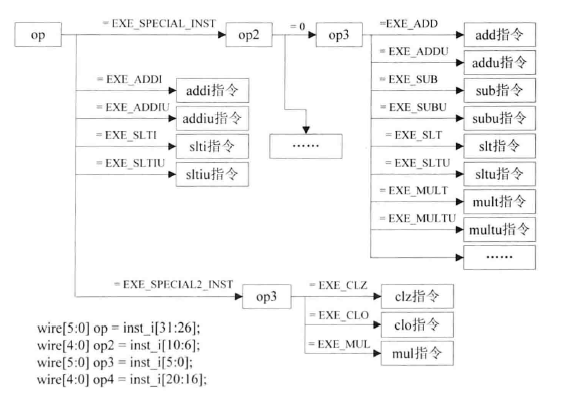 op
= EXE_SPECIAL_INST
op2
= 0
op3
=EXE_ADD
add指令
= EXE_ADDU
addu指令
= EXE_SUB
sub指令
= EXE_SUBU
subu指令
= EXE_SLT
slt指令
= EXE_SLTU
sltu指令
= EXE_MULT
mult指令
= EXE_MULTU
multu指令
······
······
= EXE_ADDI
addi指令
= EXE_ADDIU
addiu指令
= EXE_SLTI
slti指令
= EXE_SLTIU
sltiu指令
= EXE_SPECIAL2_INST
op3
= EXE_CLZ
clz指令
= EXE_CLO
clo指令
= EXE_MUL
mul指令
wire[5:0] op = inst_i[31:26];
wire[4:0] op2 = inst_i[10:6];
wire[5:0] op3 = inst_i[5:0];
wire[4:0] op4 = inst_i[20:16];